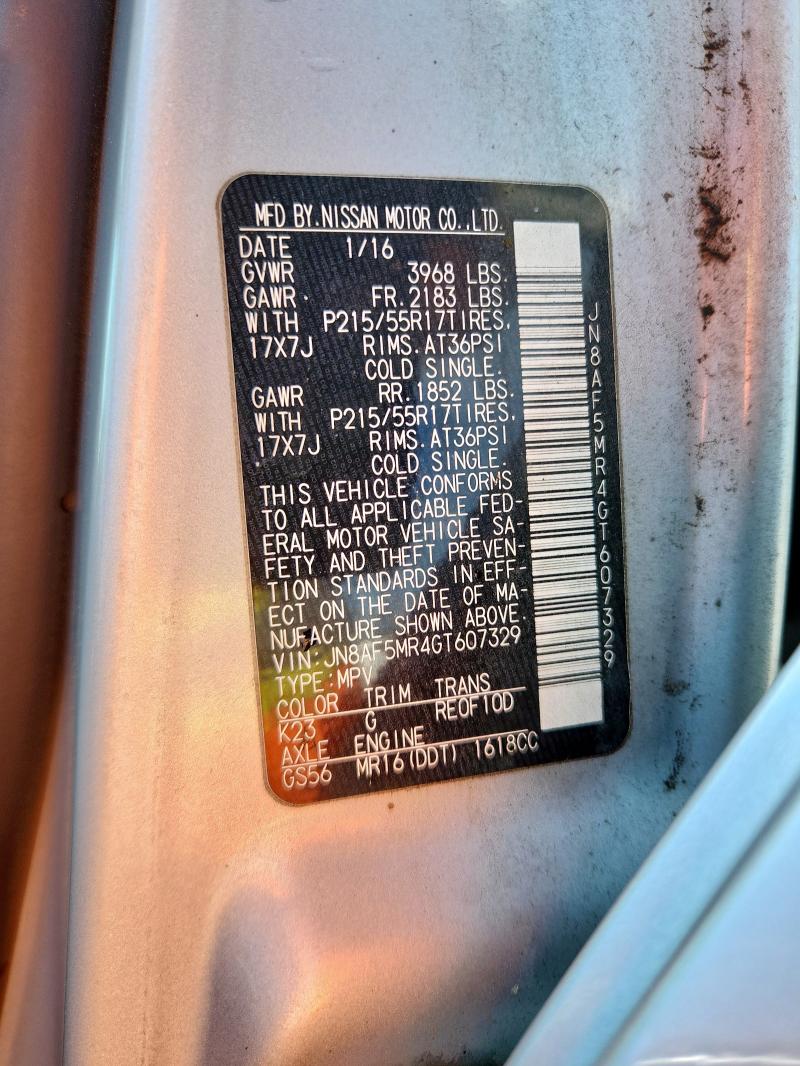 MFD BY.NISSAN MOTOR CO.,LTD.
DATE 1/16
GVWR 3968 LBS.
GAWR FR.2183 LBS.
WITH P215/55R17TIRES,
17X7J RIMS.AT36PSI
COLD SINGLE.
GAWR RR.1852 LBS.
WITH P215/55R17TIRES,
17X7J RIMS.AT36PSI
COLD SINGLE.
THIS VEHICLE CONFORMS
TO ALL APPLICABLE FED-
ERAL MOTOR VEHICLE SA-
FETY AND THEFT PREVEN-
TION STANDARDS IN EFF-
ECT ON THE DATE OF MA-
NUFACTURE SHOWN ABOVE.
VIN:JN8AF5MR4GT607329
TYPE:MPV
COLOR TRIM TRANS
K23 G RE0F10D
AXLE ENGINE
GS56 MR16(DDT) 1618CC
JN8AF5MR4GT607329